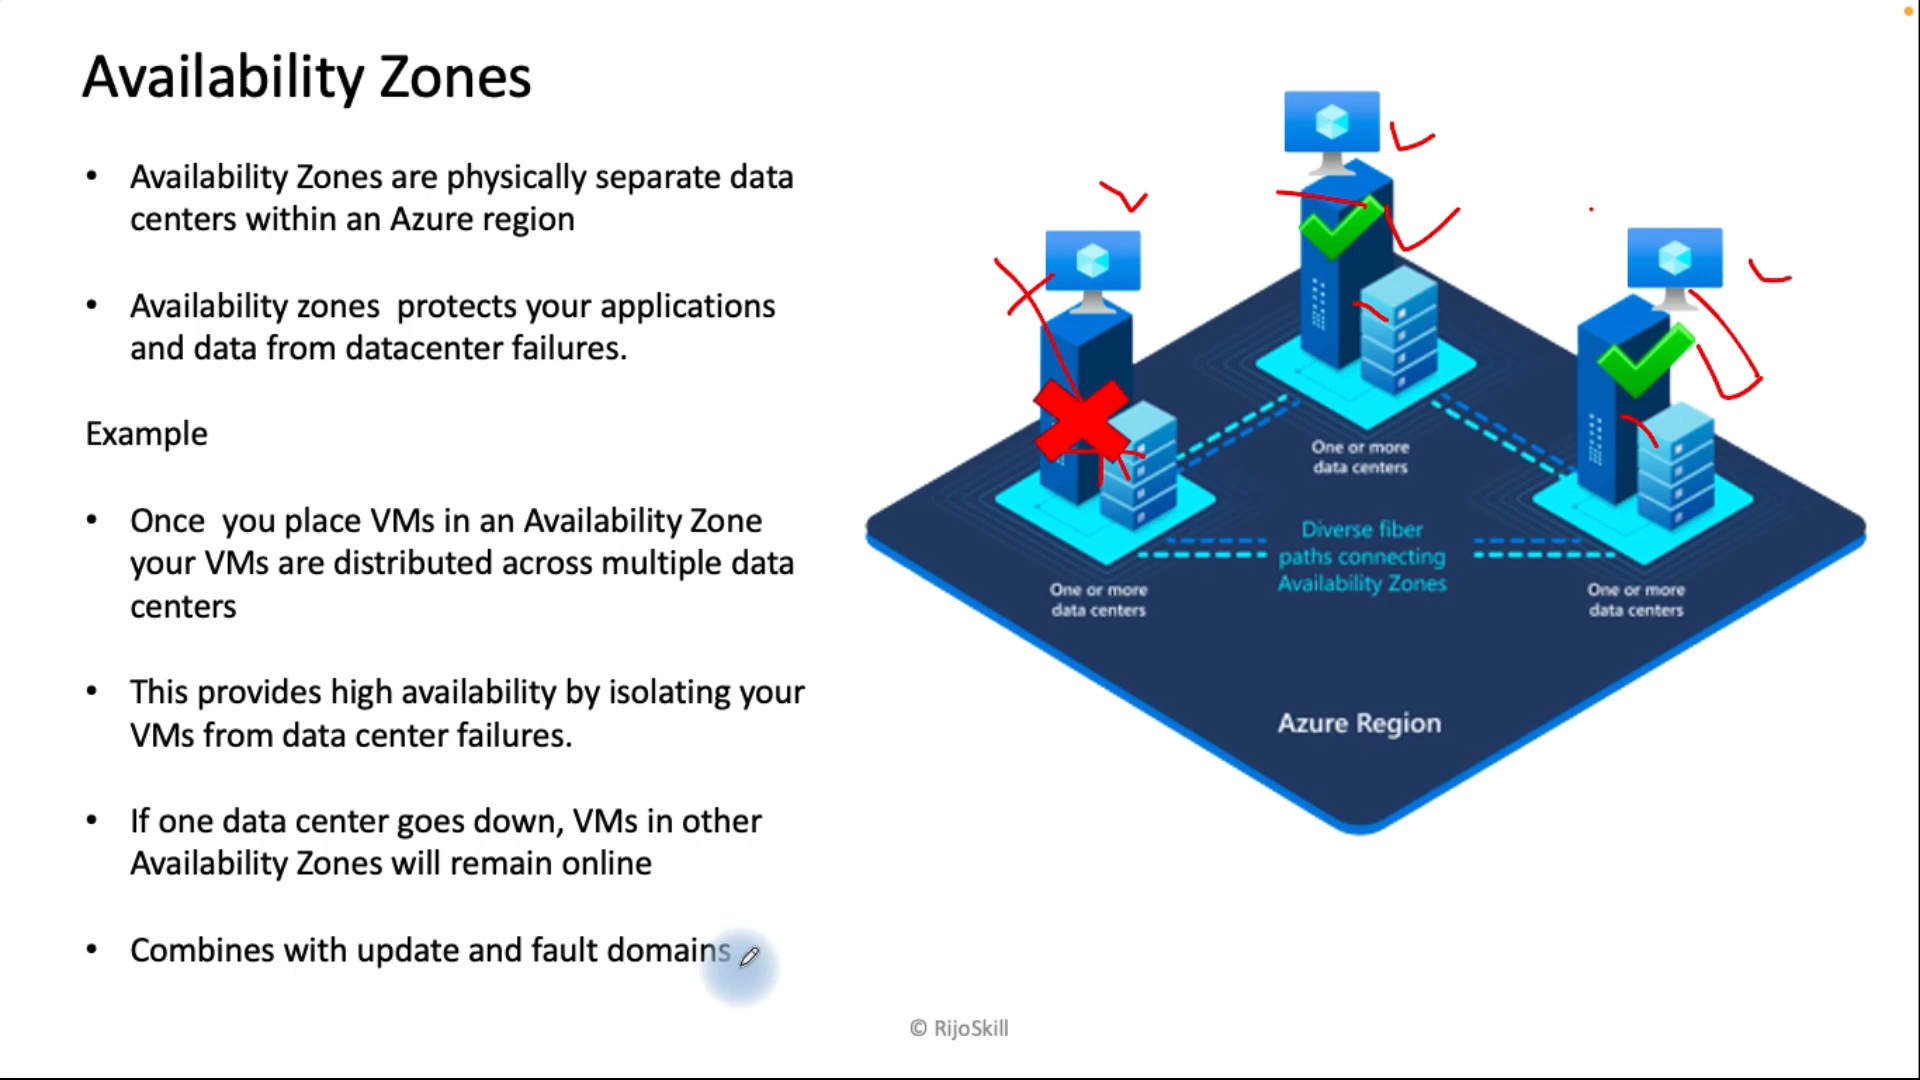 Availability Zones
• Availability Zones are physically separate data
centers within an Azure region
• Availability zones  protects your applications
and data from datacenter failures.
Example
• Once  you place VMs in an Availability Zone
your VMs are distributed across multiple data
centers
• This provides high availability by isolating your
VMs from data center failures.
• If one data center goes down, VMs in other
Availability Zones will remain online
• Combines with update and fault domains
One or more
data centers
Diverse fiber
paths connecting
Availability Zones
One or more
data centers
One or more
data centers
Azure Region
© RijoSkill